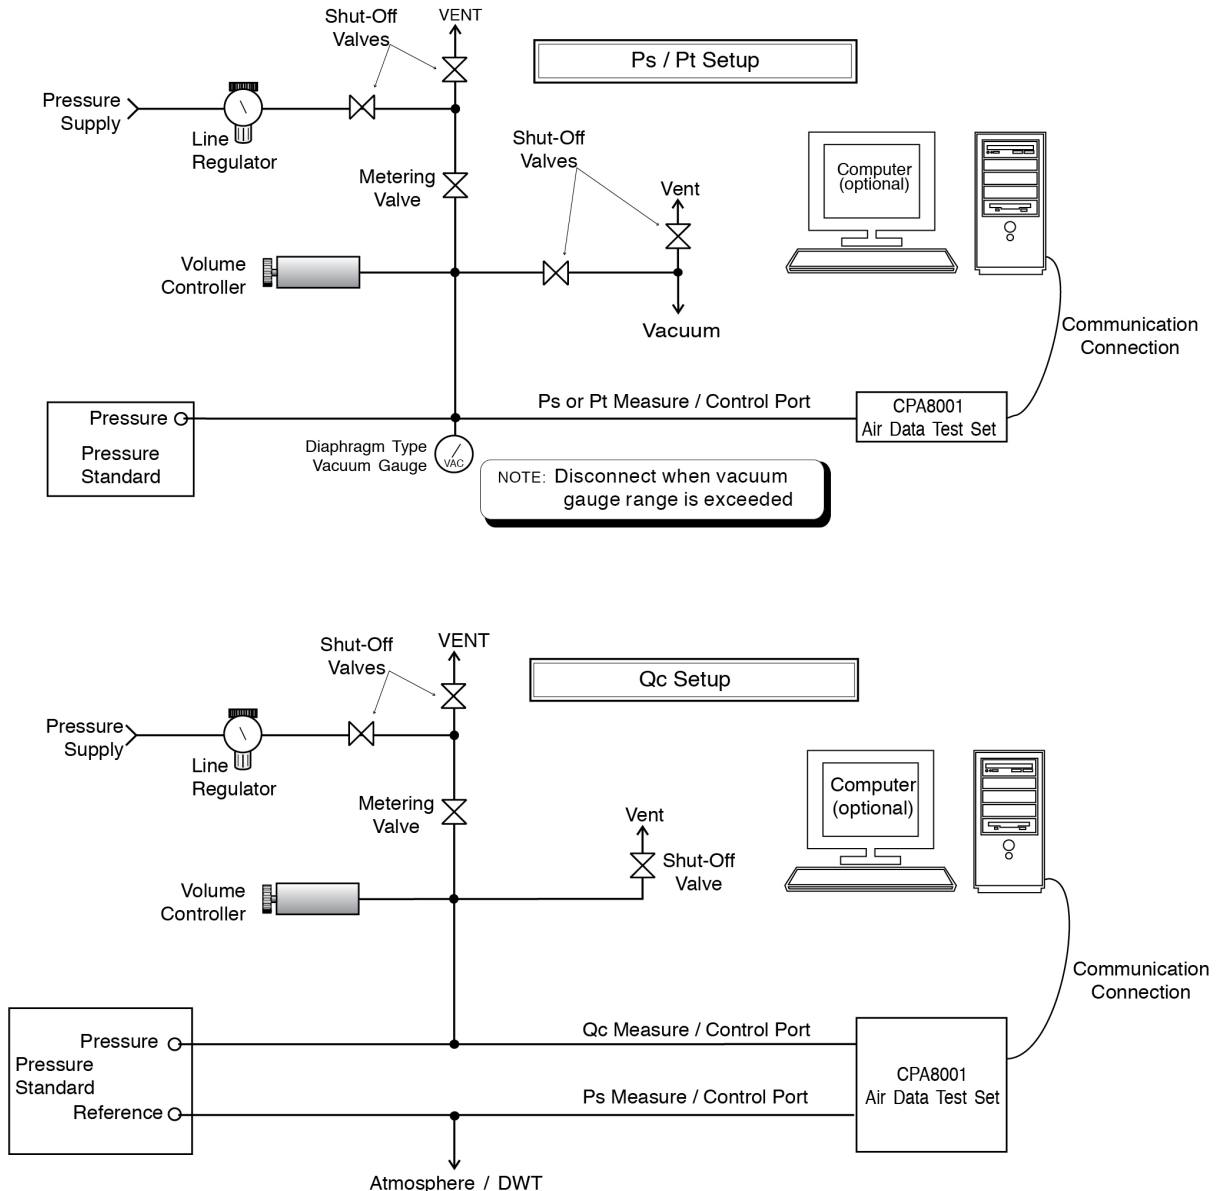 Shut-Off
Valves
VENT
Ps / Pt Setup
Pressure
Supply
Line
Regulator
Shut-Off
Valves
Metering
Valve
Computer
(optional)
Vent
Volume
Controller
Vacuum
Communication
Connection
Pressure
Pressure
Standard
Ps or Pt Measure / Control Port
CPA8001
Air Data Test Set
Diaphragm Type
Vacuum Gauge
VAC
NOTE: Disconnect when vacuum
gauge range is exceeded
Shut-Off
Valves
VENT
Qc Setup
Pressure
Supply
Line
Regulator
Metering
Valve
Computer
(optional)
Vent
Shut-Off
Valve
Volume
Controller
Communication
Connection
Pressure
Pressure
Standard
Reference
Qc Measure / Control Port
Ps Measure / Control Port
CPA8001
Air Data Test Set
Atmosphere / DWT